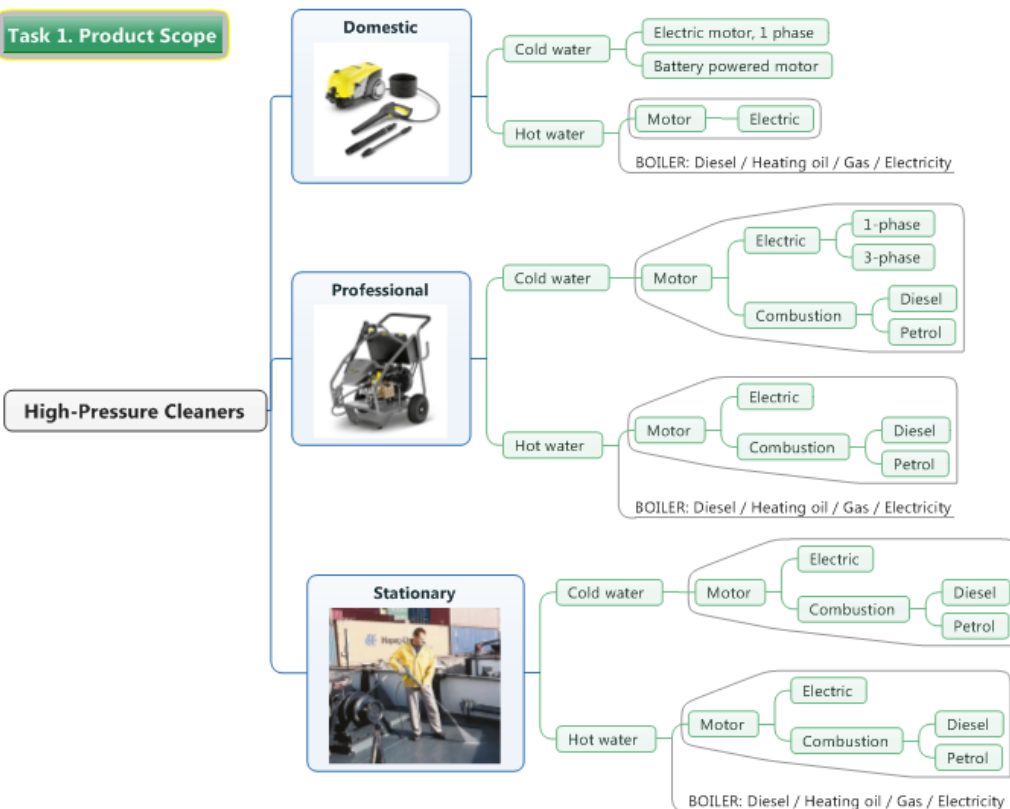 Task 1. Product Scope
High-Pressure Cleaners
Domestic
Cold water
Electric motor, 1 phase
Battery powered motor
Hot water
Motor
Electric
BOILER: Diesel / Heating oil / Gas / Electricity
Professional
Cold water
Motor
Electric
1-phase
3-phase
Combustion
Diesel
Petrol
Hot water
Motor
Electric
Combustion
Diesel
Petrol
BOILER: Diesel / Heating oil / Gas / Electricity
Stationary
Cold water
Motor
Electric
Combustion
Diesel
Petrol
Hot water
Motor
Electric
Combustion
Diesel
Petrol
BOILER: Diesel / Heating oil / Gas / Electricity